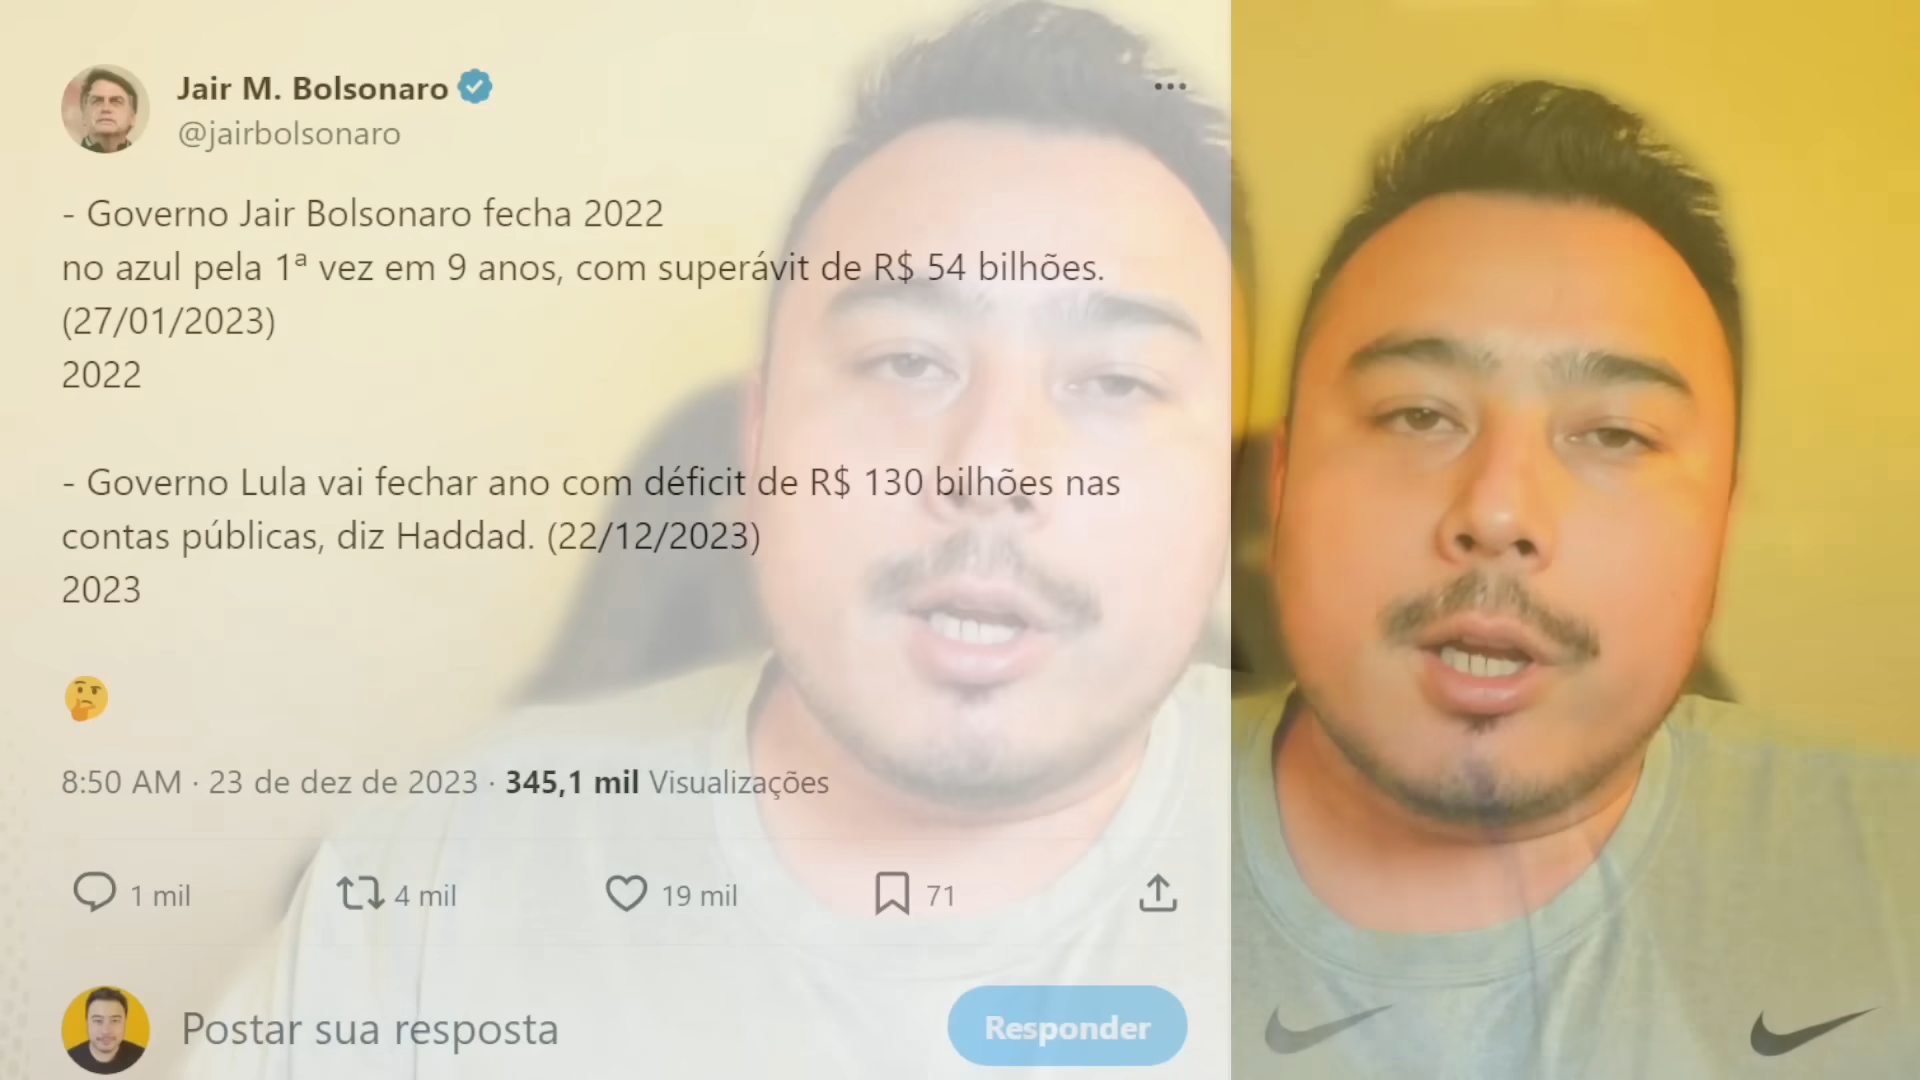 Jair M. Bolsonaro
@jairbolsonaro
- Governo Jair Bolsonaro fecha 2022
no azul pela 1ª vez em 9 anos, com superávit de R$ 54 bilhões.
(27/01/2023)
2022
- Governo Lula vai fechar ano com déficit de R$ 130 bilhões nas
contas públicas, diz Haddad. (22/12/2023)
2023
8:50 AM · 23 de dez de 2023 · 345,1 mil Visualizações
1 mil 4 mil 19 mil 71
Postar sua resposta Responder